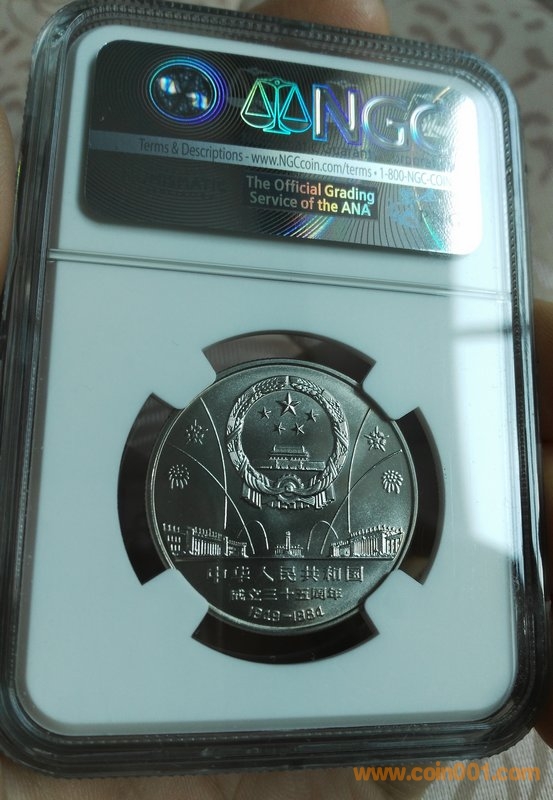 NGC
Terms & Descriptions - www.NGCcoin.com/terms • 1-800-NGC-COIN
The Official Grading
Service of the ANA
中华人民共和国
成立三十五周年
1949-1984
www.coin001.com